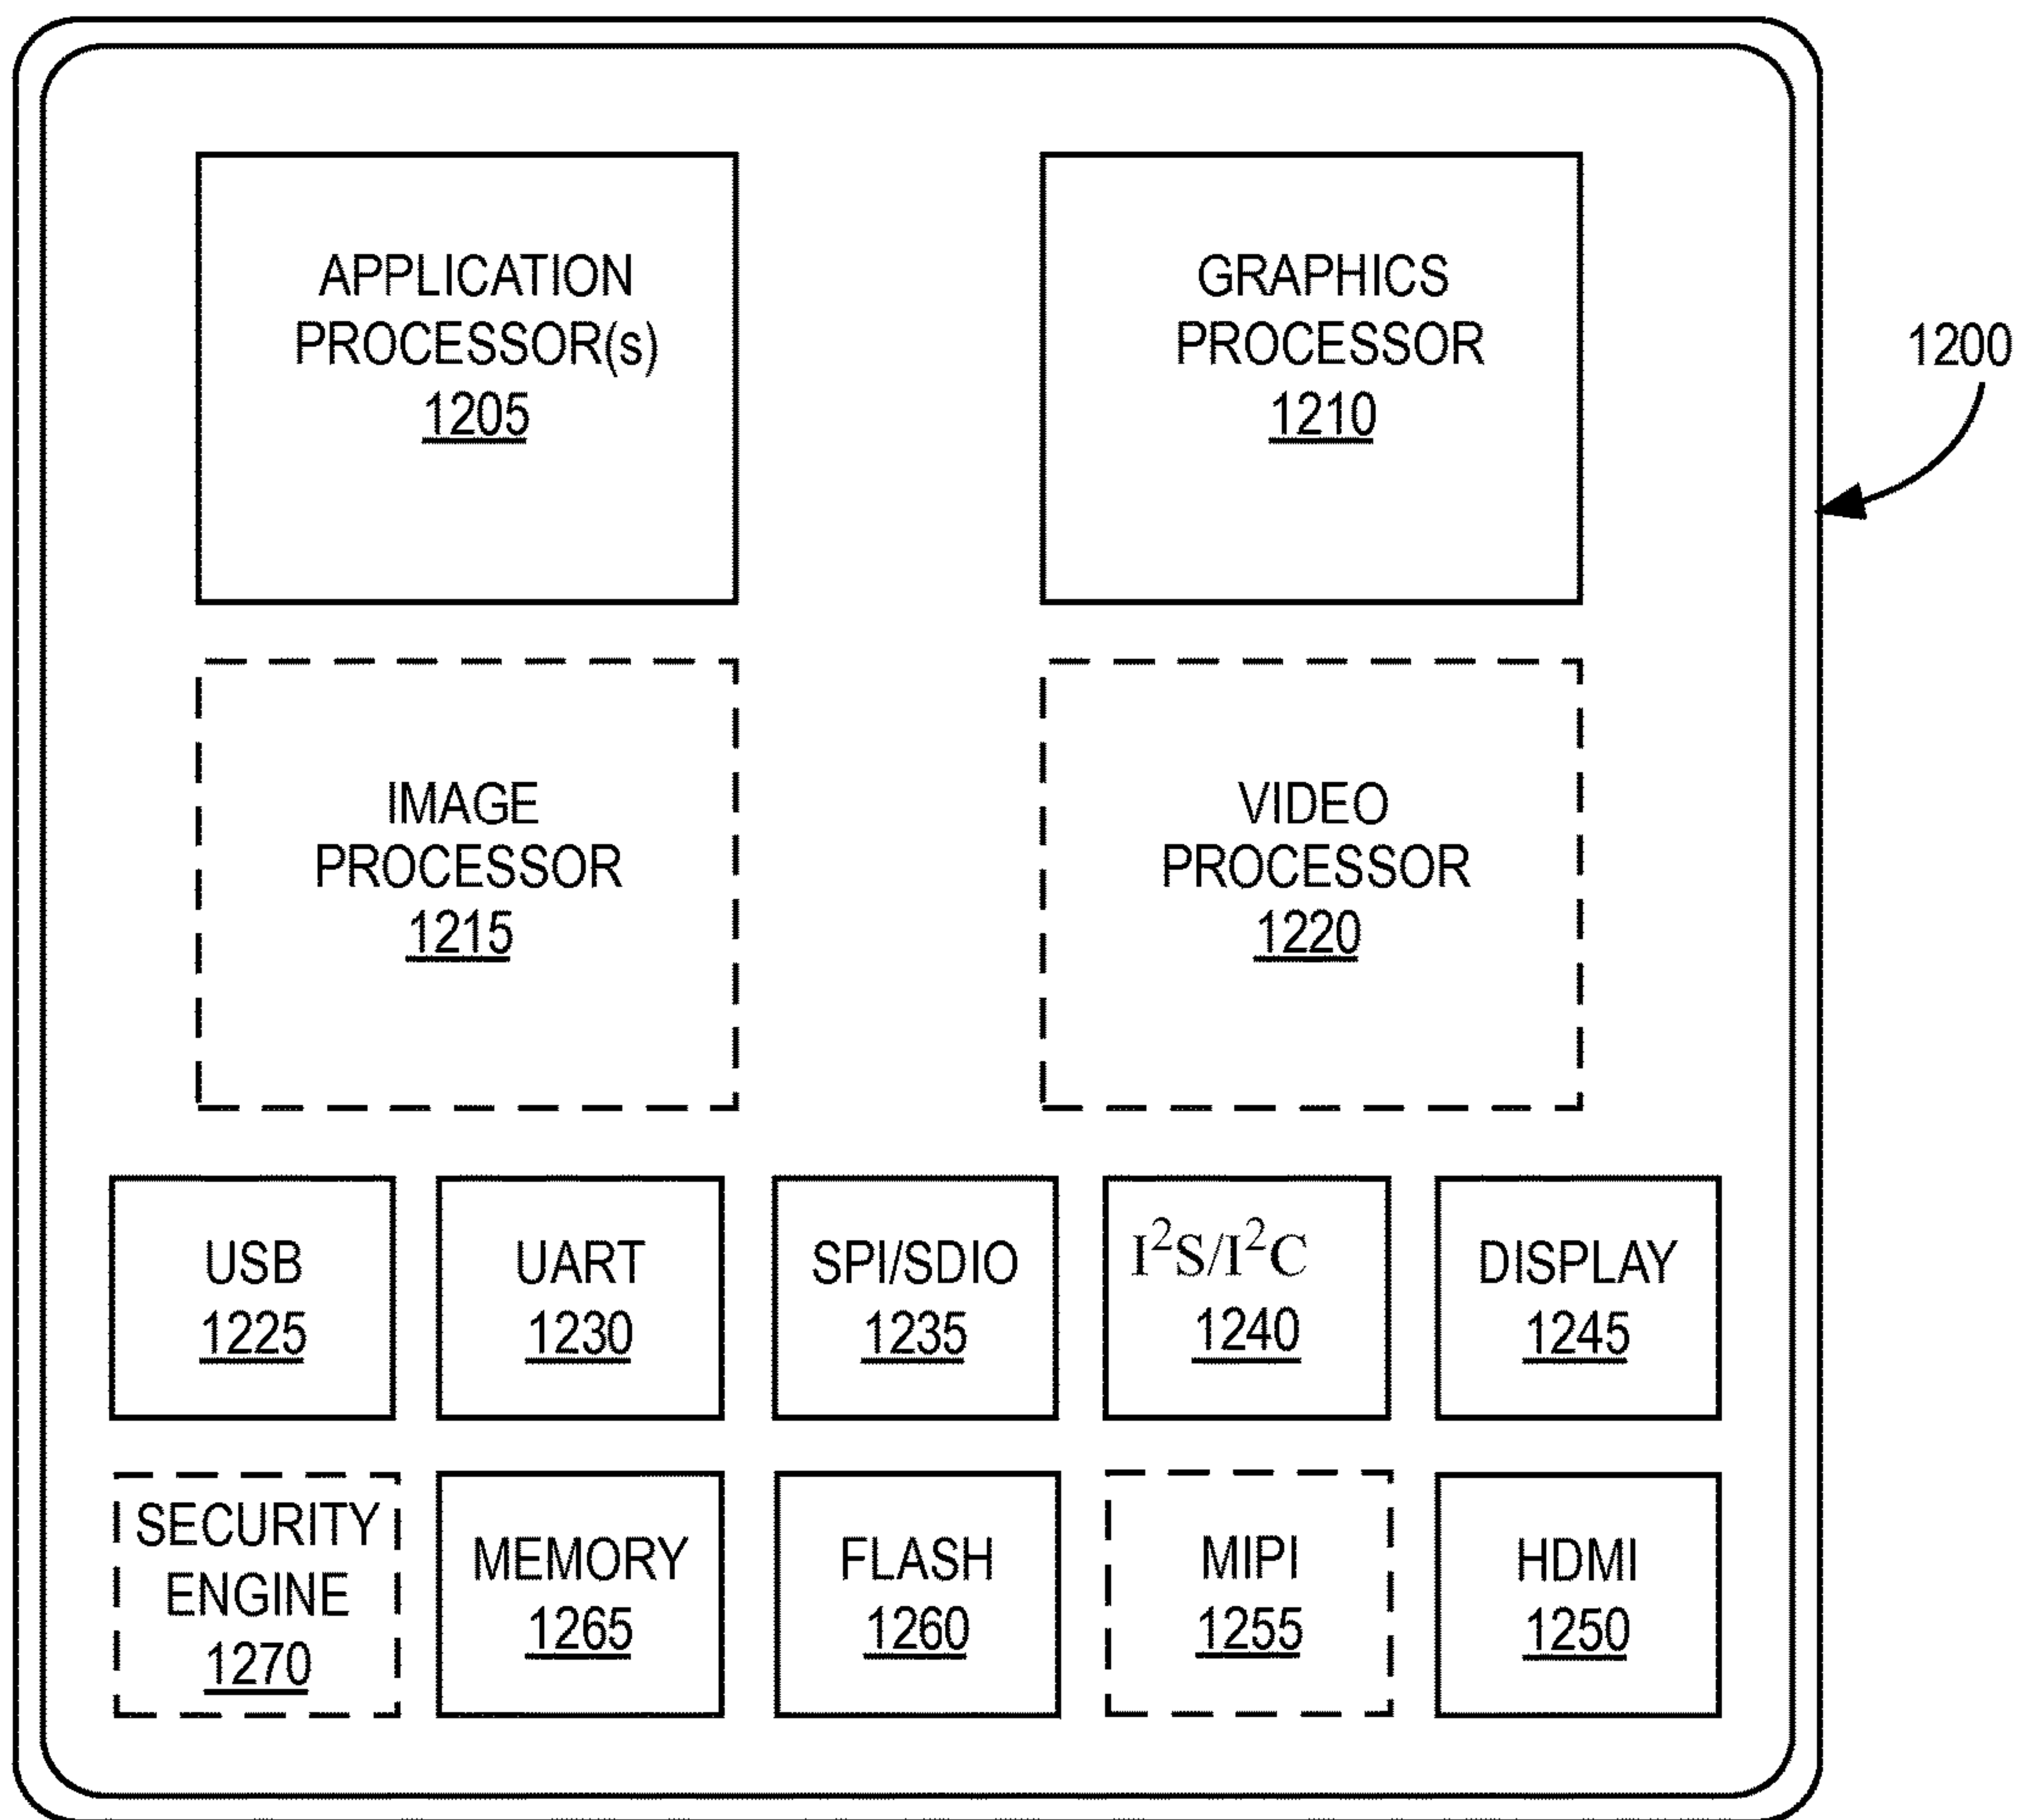 APPLICATION
PROCESSOR(s)
1205
GRAPHICS
PROCESSOR
1210
1200
IMAGE
PROCESSOR
1215
VIDEO
PROCESSOR
1220
USB
1225
UART
1230
SPI/SDIO
1235
I²S/I²C
1240
DISPLAY
1245
SECURITY
ENGINE
1270
MEMORY
1265
FLASH
1260
MIPI
1255
HDMI
1250